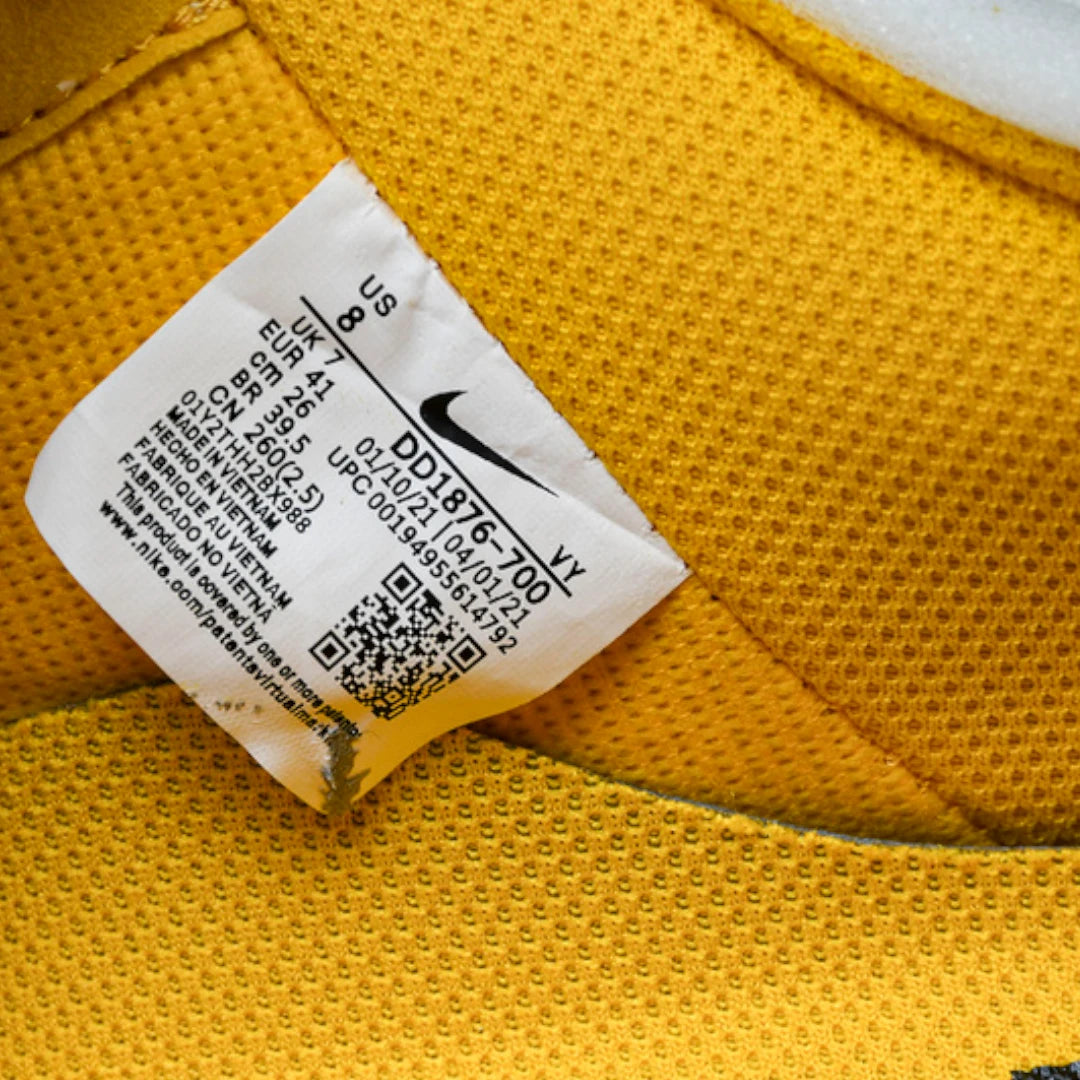 US
8
VY
UK 7
EUR 41
cm 26
BR 39.5
CN 260(2.5)
01Y2THH2BX988
MADE IN VIETNAM
HECHO EN VIETNAM
FABRIQUE AU VIETNAM
FABRICADO NO VIETNÃ
This product is covered by one or more patents.
www.nike.com/patentsvirtualmark
DD1876-700
01/10/21 | 04/01/21
UPC 00194955614792